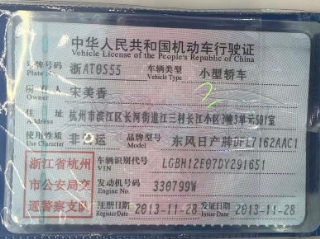 中华人民共和国机动车行驶证
Vehicle License of the People's Republic of China
号牌号码 浙AT0S55 车辆类型 小型轿车
Plate No. Vehicle Type
所有人 宋美香
Owner
住址 杭州市滨江区长河街道江三村长江小区
Address
使用性质 非营运 品牌型号 东风日产牌DFL7162AAC1
Use Character Model
浙江省杭州
市公安局交
通警察支队
车辆识别代号 LGBH12E07DY291651
VIN
发动机号码 330799W
Engine No.
注册日期 2013-11-28 发证日期 2013-11-28
Register Date Issue Date